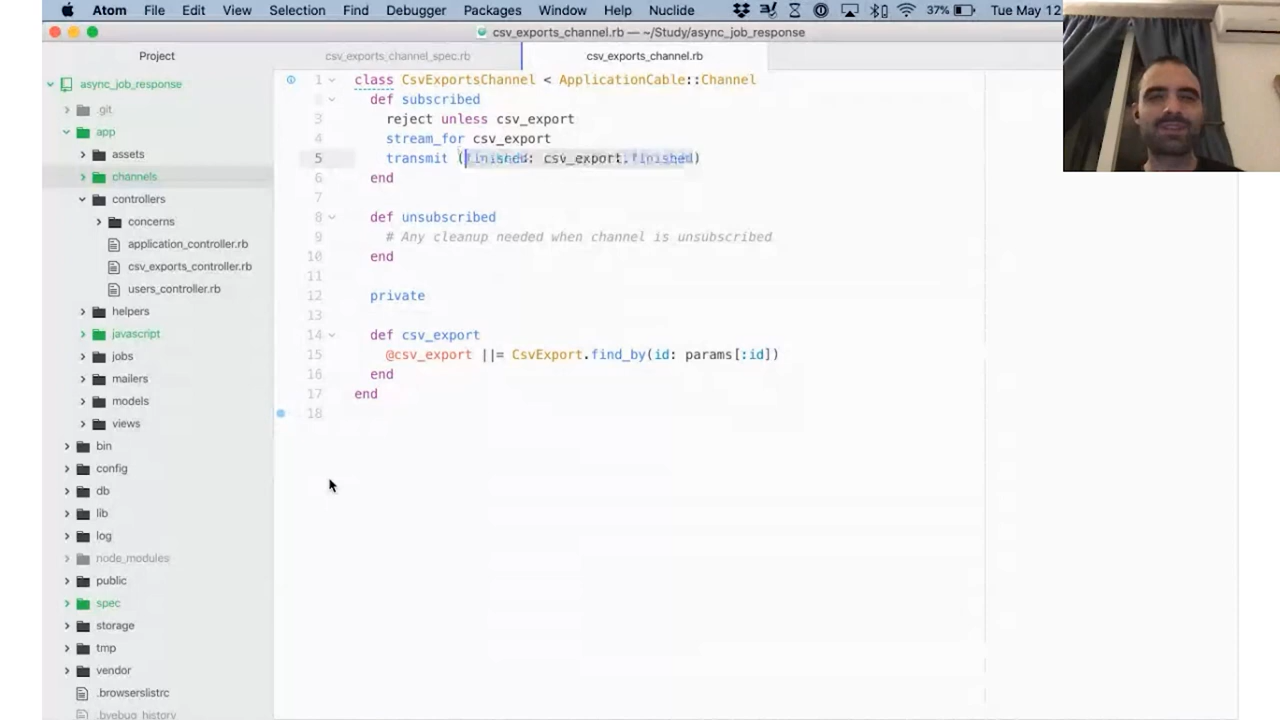 Atom File Edit View Selection Find Debugger Packages Window Help Nuclide 37% Tue May 12
csv_exports_channel.rb — ~/Study/async_job_response
Project
csv_exports_channel_spec.rb
csv_exports_channel.rb
async_job_response
.git
app
assets
channels
controllers
concerns
application_controller.rb
csv_exports_controller.rb
users_controller.rb
helpers
javascript
jobs
mailers
models
views
bin
config
db
lib
log
node_modules
public
spec
storage
tmp
vendor
.browserslistrc
.byebug_history
1 class CsvExportsChannel < ApplicationCable::Channel
def subscribed
3 reject unless csv_export
4 stream_for csv_export
5 transmit (finished: csv_export.finished)
6 end
7
8 def unsubscribed
9 # Any cleanup needed when channel is unsubscribed
10 end
11
12 private
13
14 def csv_export
15 @csv_export ||= CsvExport.find_by(id: params[:id])
16 end
17 end
18